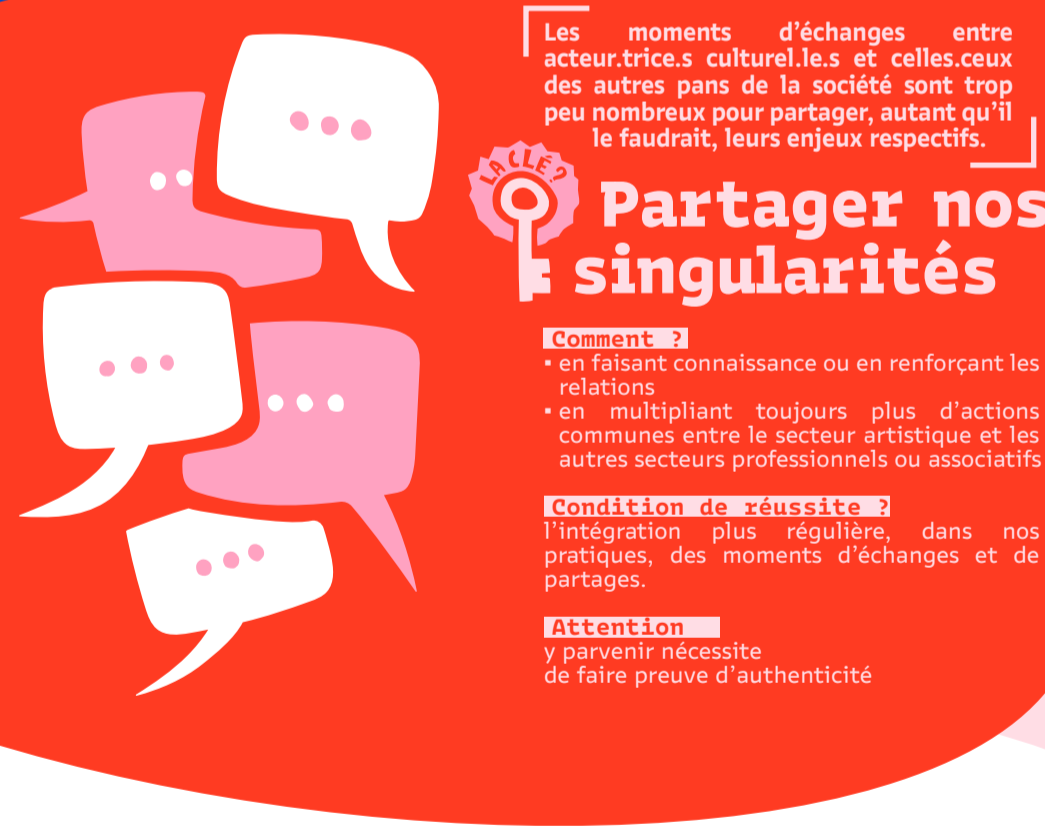 Les moments d'échanges entre
acteur.trice.s culturel.le.s et celles.ceux
des autres pans de la société sont trop
peu nombreux pour partager, autant qu'il
le faudrait, leurs enjeux respectifs.
LA CLÉ ?
Partager nos
singularités
Comment ?
▪ en faisant connaissance ou en renforçant les
relations
▪ en multipliant toujours plus d'actions
communes entre le secteur artistique et les
autres secteurs professionnels ou associatifs
Condition de réussite ?
l'intégration plus régulière, dans nos
pratiques, des moments d'échanges et de
partages.
Attention
y parvenir nécessite
de faire preuve d'authenticité